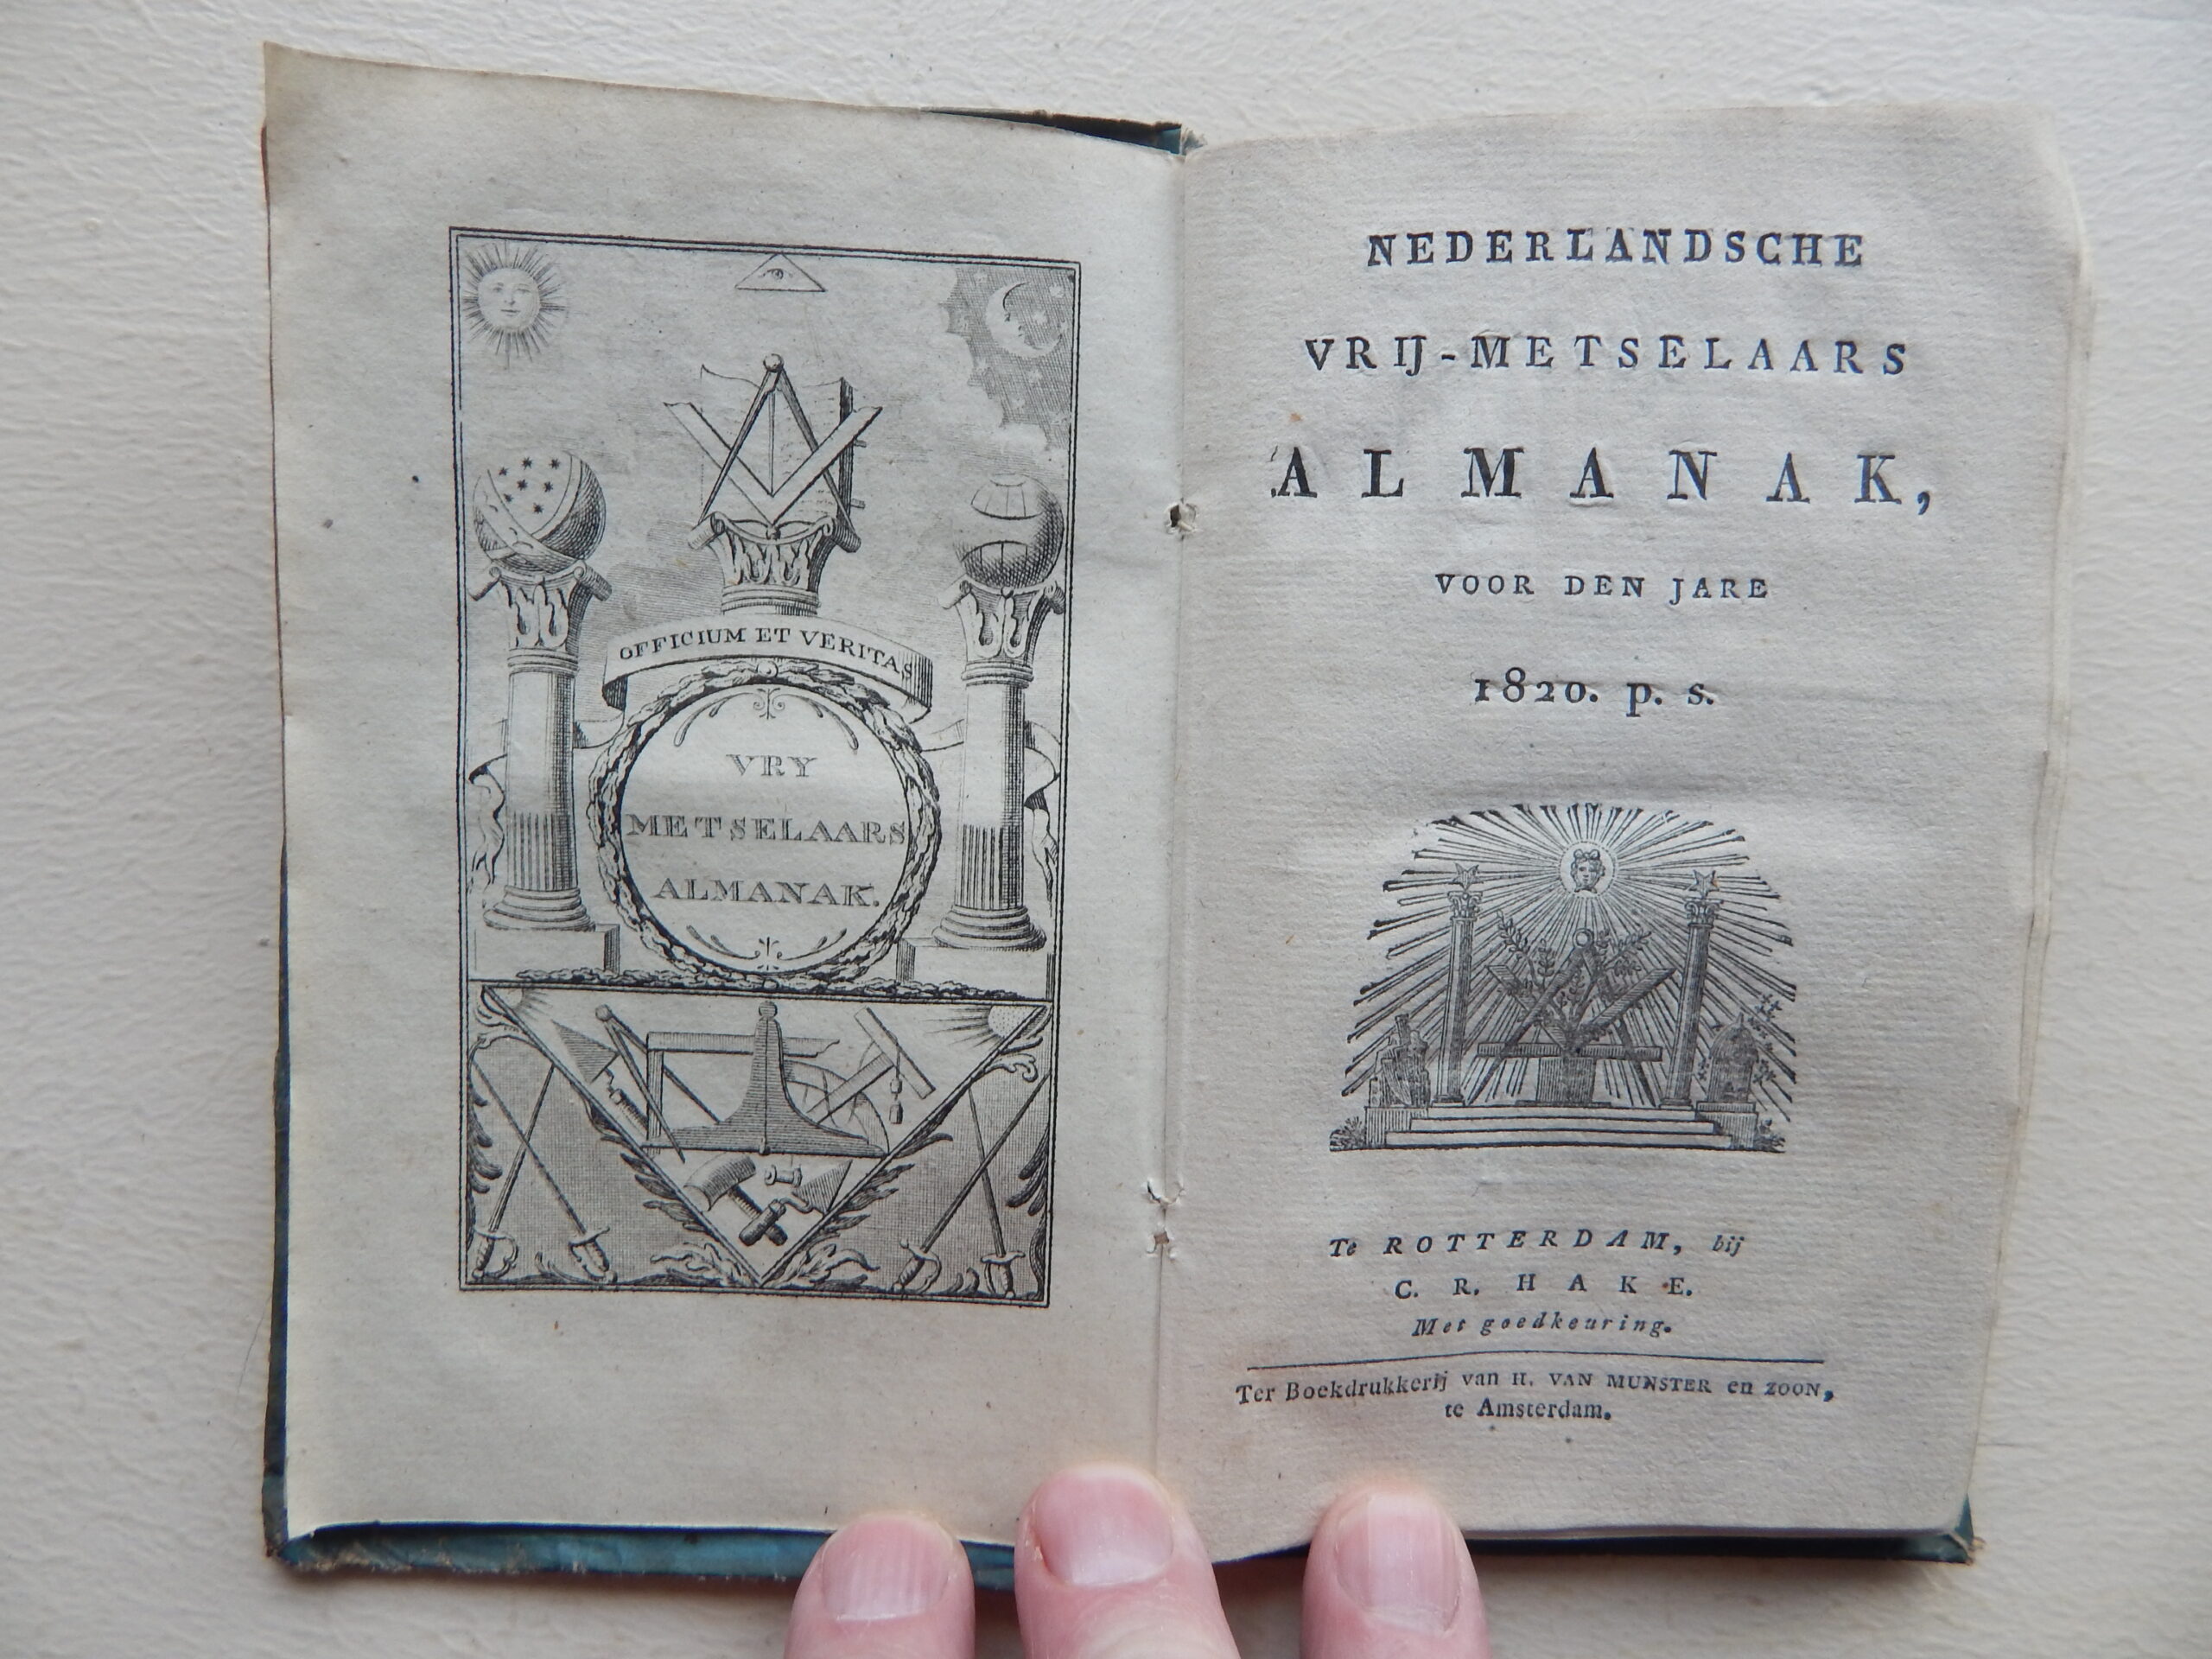 OFFICIUM ET VERITAS
VRY
METSELAARS
ALMANAK.
NEDERLANDSCHE
VRIJ-METSELAARS
ALMANAK,
VOOR DEN JARE
1820. p. s.
Te ROTTERDAM, bij
C. R. HAKE.
Met goedkeuring.
Ter Boekdrukkerij van H. VAN MUNSTER en ZOON,
te Amsterdam.